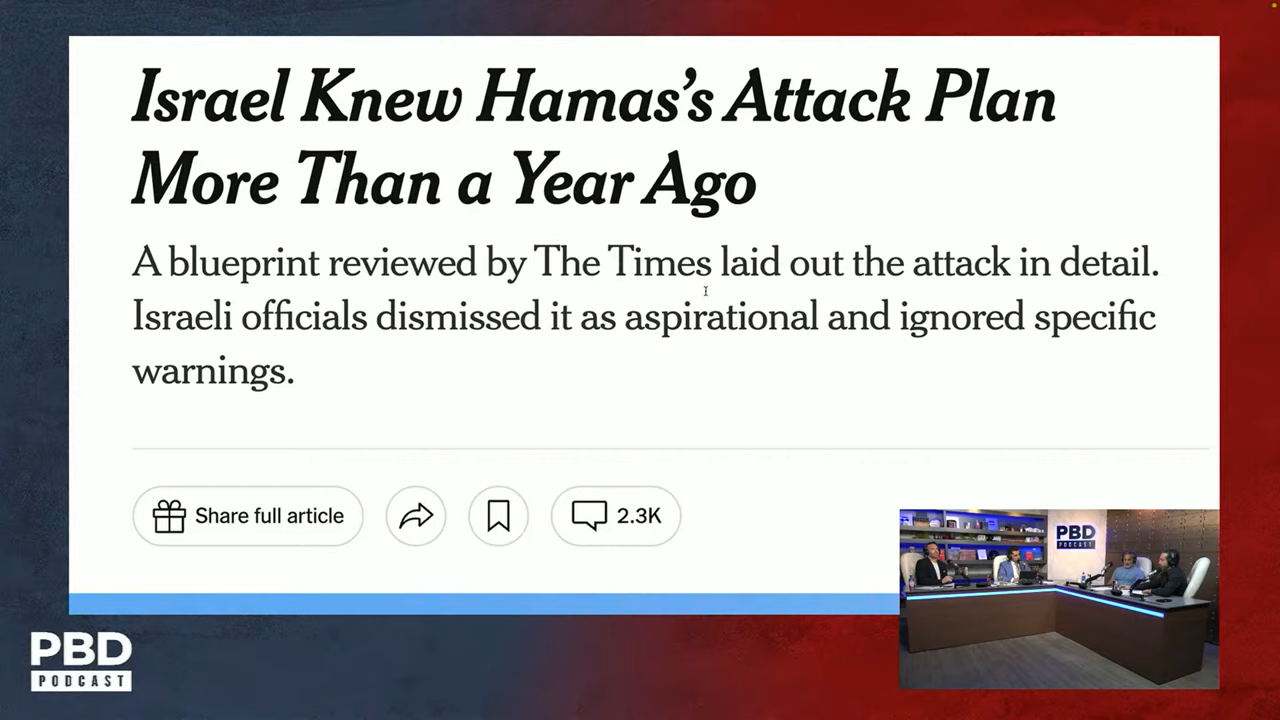 Israel Knew Hamas's Attack Plan
More Than a Year Ago
A blueprint reviewed by The Times laid out the attack in detail.
Israeli officials dismissed it as aspirational and ignored specific
warnings.
Share full article
2.3K
PBD
PODCAST
PBD
PODCAST